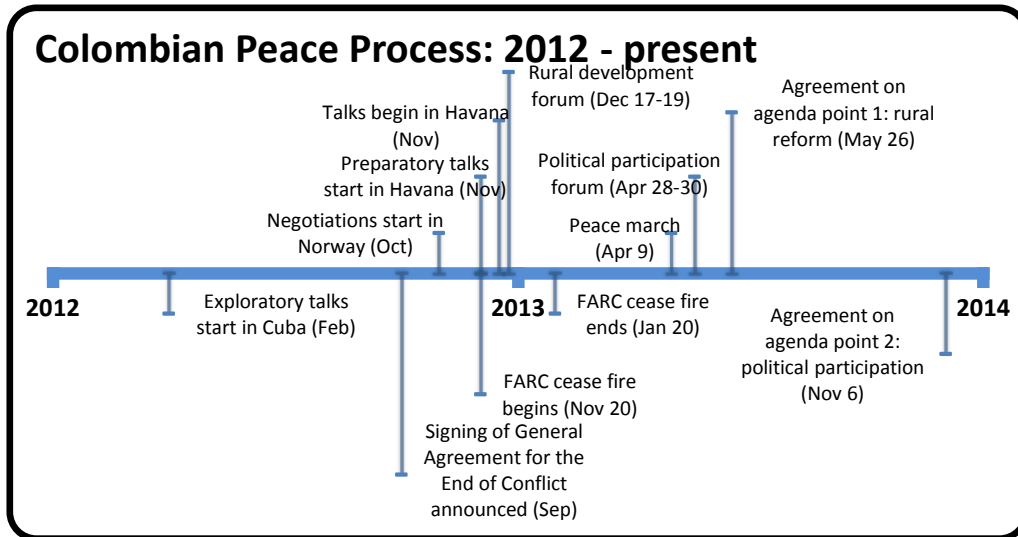 Colombian Peace Process: 2012 - present
Rural development
forum (Dec 17-19)
Talks begin in Havana
(Nov)
Preparatory talks
start in Havana (Nov)
Negotiations start in
Norway (Oct)
Agreement on
agenda point 1: rural
reform (May 26)
Political participation
forum (Apr 28-30)
Peace march
(Apr 9)
2012
2013
2014
Exploratory talks
start in Cuba (Feb)
FARC cease fire
ends (Jan 20)
Agreement on
agenda point 2:
political participation
(Nov 6)
FARC cease fire
begins (Nov 20)
Signing of General
Agreement for the
End of Conflict
announced (Sep)